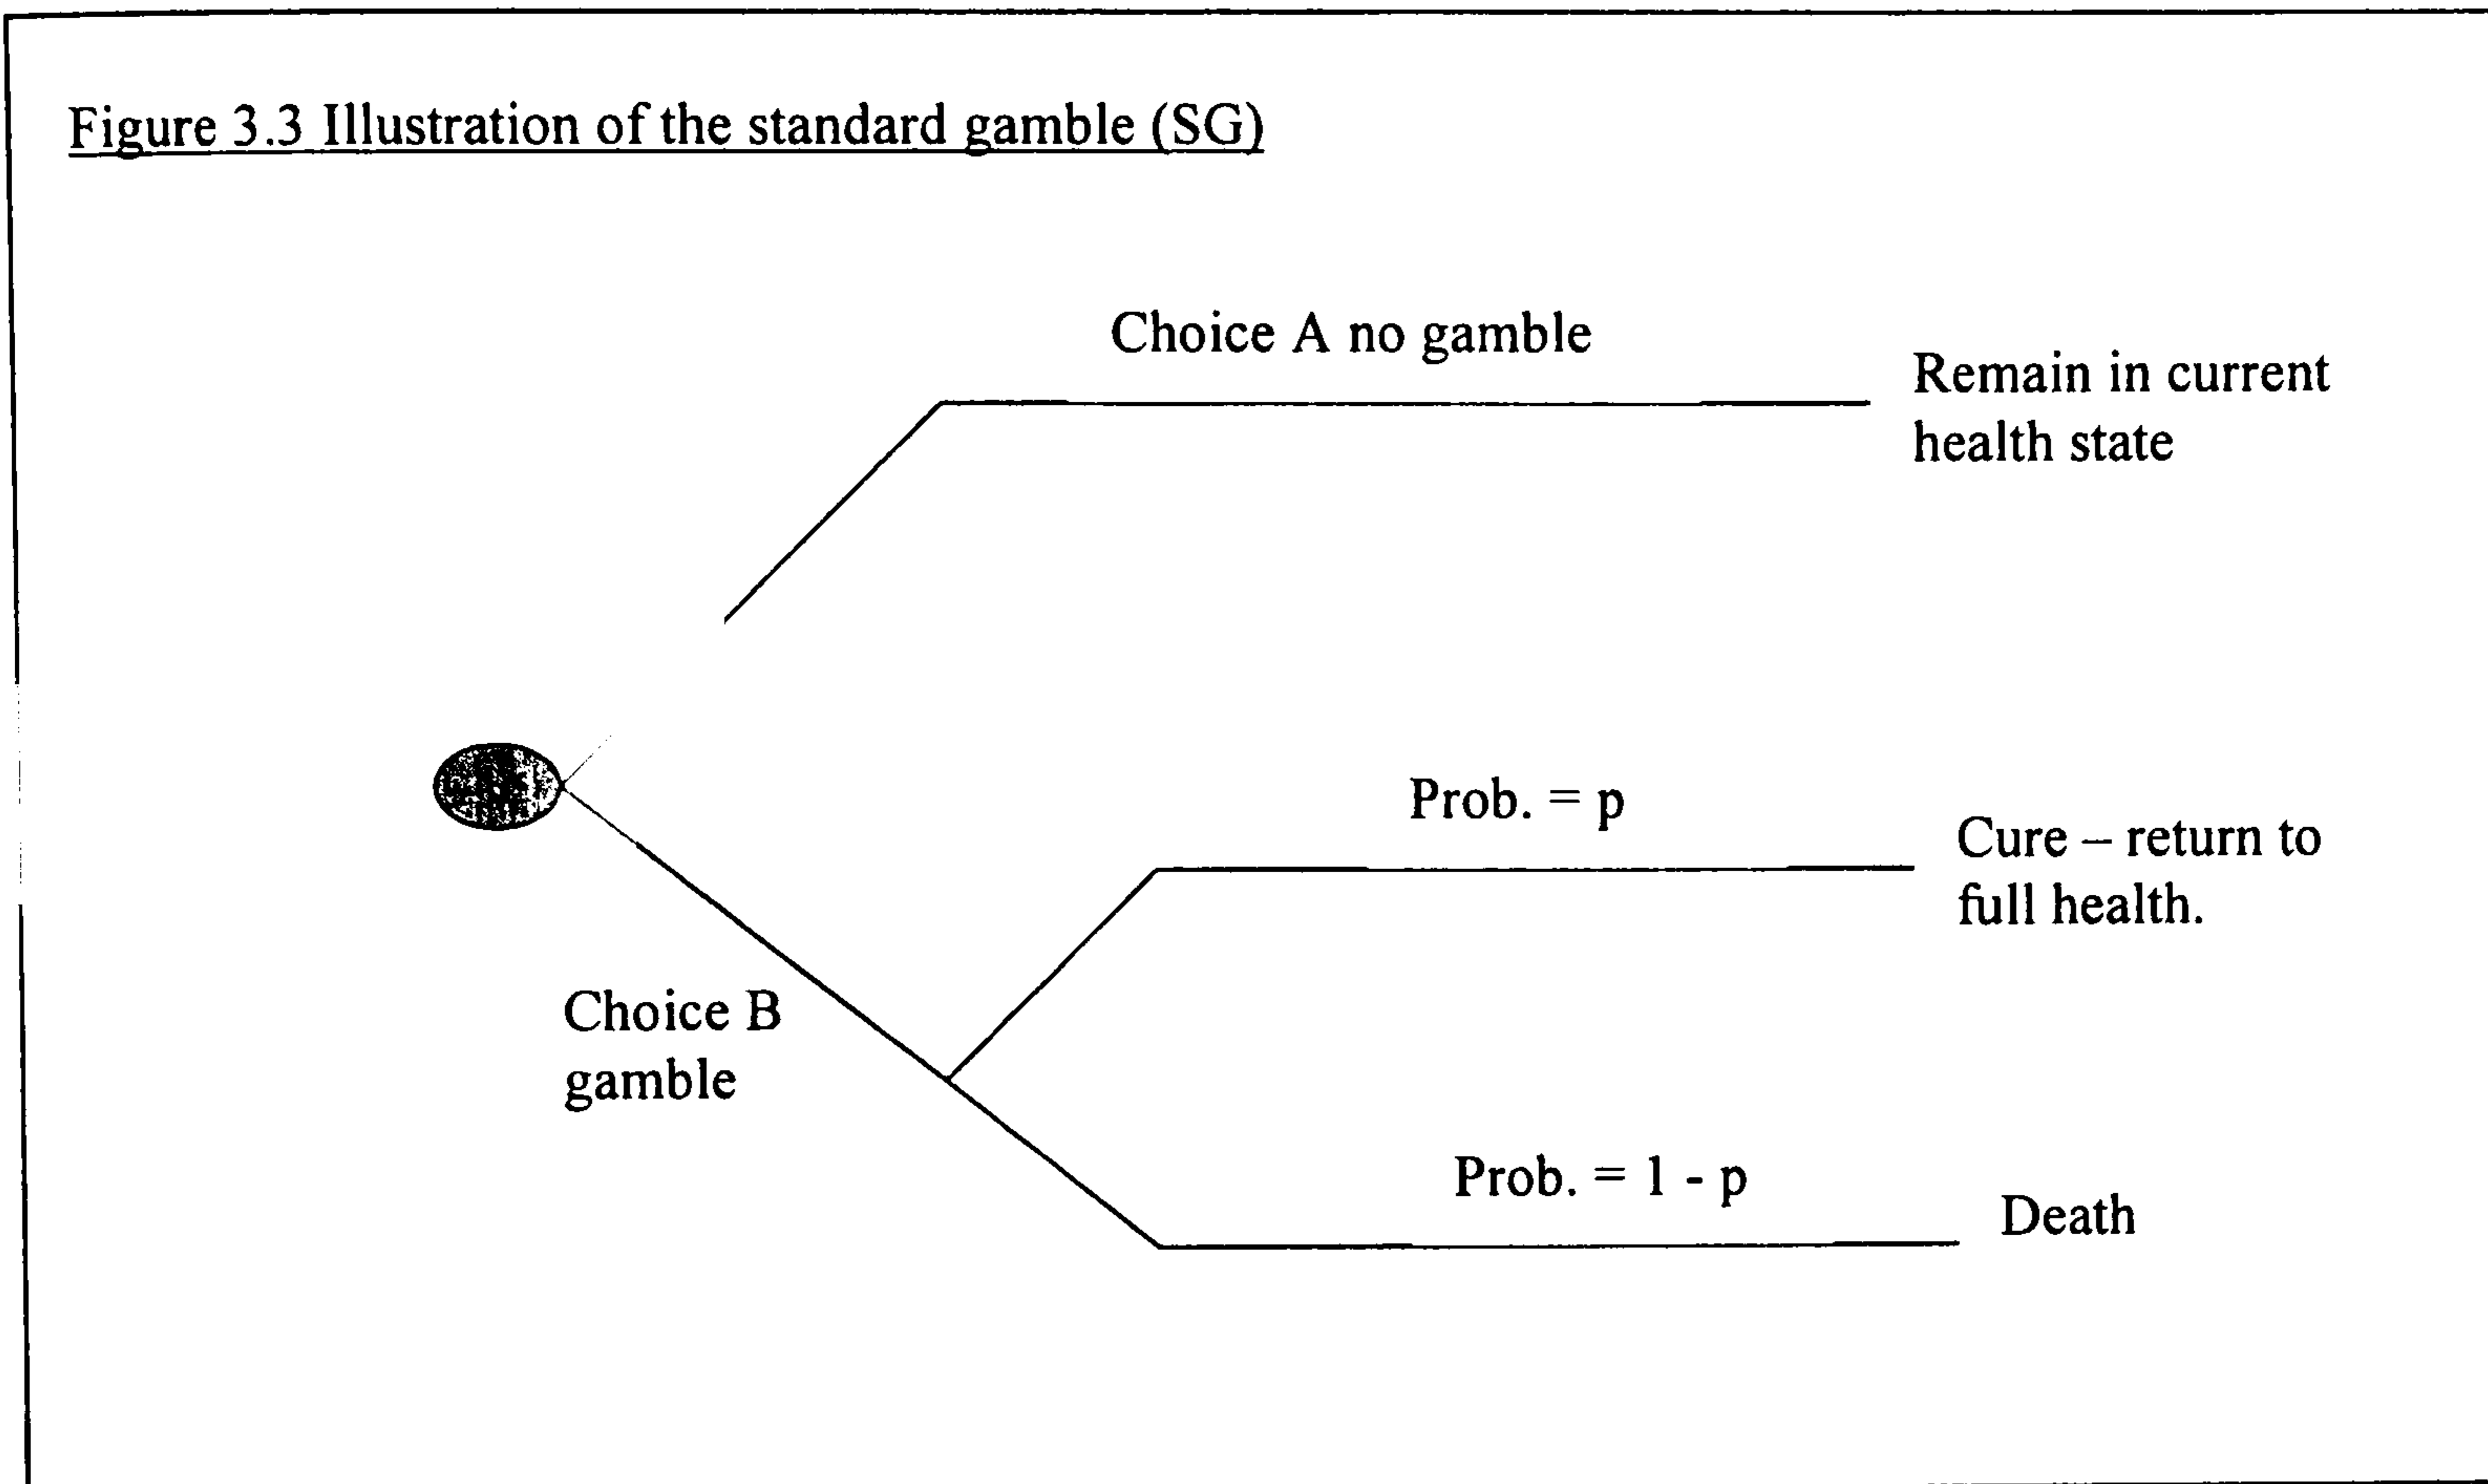 Figure 3.3 Illustration of the standard gamble (SG)
Choice A no gamble
Remain in current
health state
Prob. = p
Cure – return to
full health.
Choice B
gamble
Prob. = 1 - p
Death